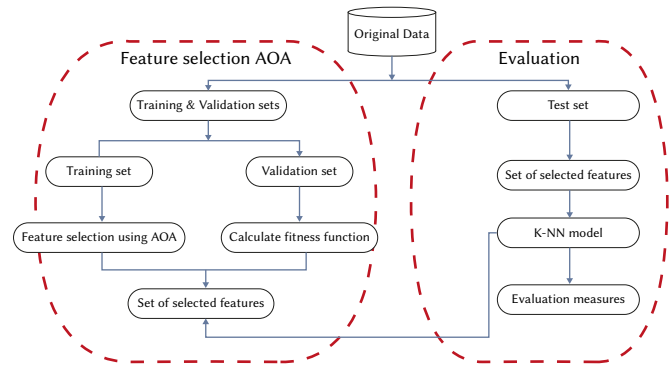 Original Data
Feature selection AOA
Evaluation
Training & Validation sets
Test set
Training set
Validation set
Set of selected features
Feature selection using AOA
Calculate fitness function
K-NN model
Set of selected features
Evaluation measures